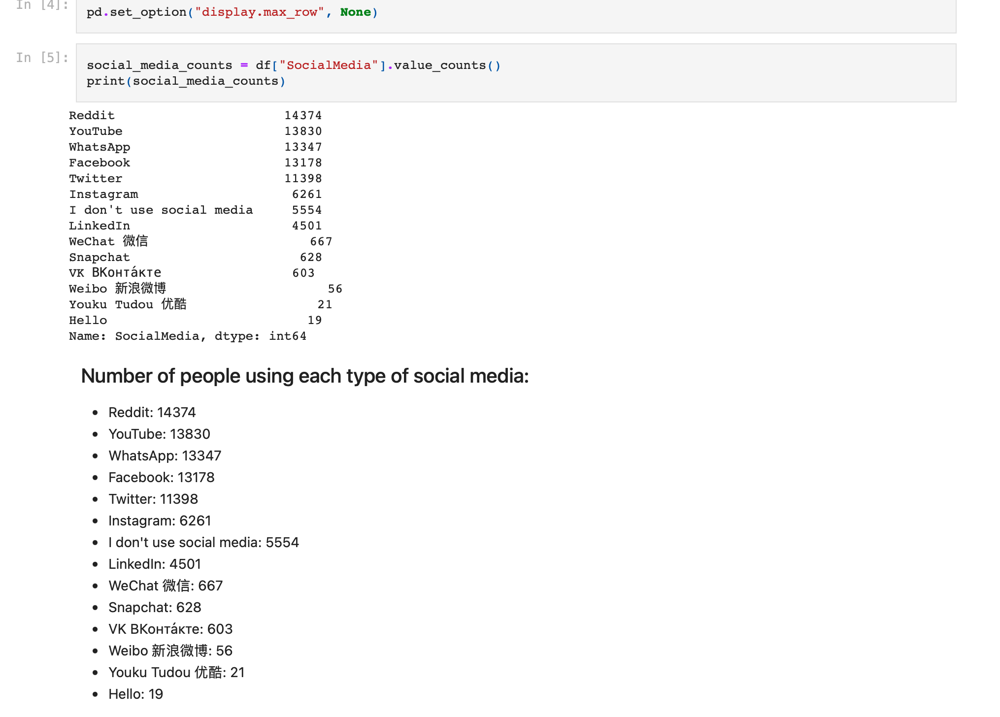 In [4]:
pd.set_option("display.max_row", None)
In [5]:
social_media_counts = df["SocialMedia"].value_counts()
print(social_media_counts)
Reddit 14374
YouTube 13830
WhatsApp 13347
Facebook 13178
Twitter 11398
Instagram 6261
I don't use social media 5554
LinkedIn 4501
WeChat 微信 667
Snapchat 628
VK ВКонта́кте 603
Weibo 新浪微博 56
Youku Tudou 优酷 21
Hello 19
Name: SocialMedia, dtype: int64
Number of people using each type of social media:
• Reddit: 14374
• YouTube: 13830
• WhatsApp: 13347
• Facebook: 13178
• Twitter: 11398
• Instagram: 6261
• I don't use social media: 5554
• LinkedIn: 4501
• WeChat 微信: 667
• Snapchat: 628
• VK ВКонта́кте: 603
• Weibo 新浪微博: 56
• Youku Tudou 优酷: 21
• Hello: 19